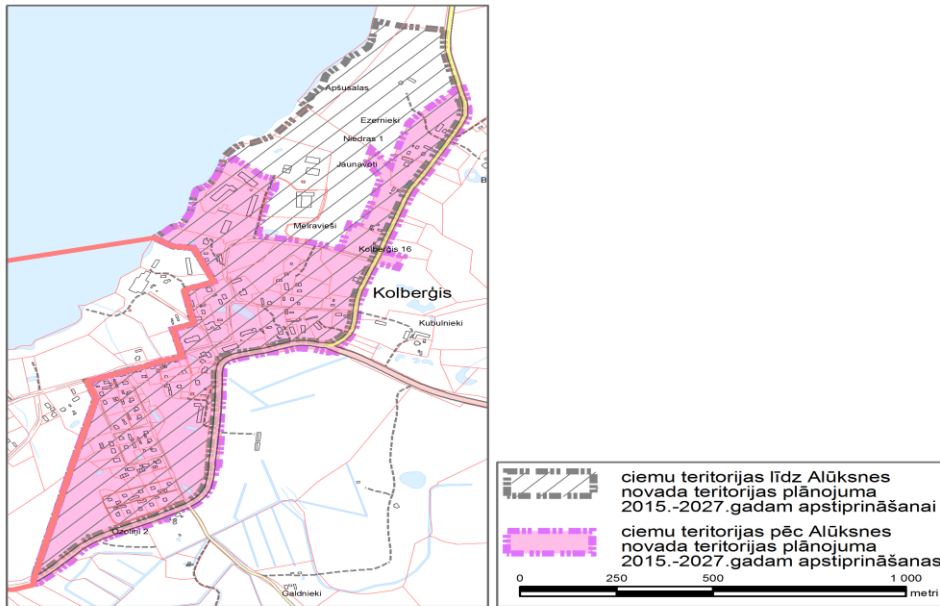 Apšusalas
Ezernieki
Niedras 1
Jaunavoti
Melravieši
Kolberģis 16
Kolberģis
Kubulnieki
Ozoliņi 2
Galdnieki
ciemu teritorijas līdz Alūksnes
novada teritorijas plānojuma
2015.-2027.gadam apstiprināšanai
ciemu teritorijas pēc Alūksnes
novada teritorijas plānojuma
2015.-2027.gadam apstiprināšanas
0 250 500 1 000
metri